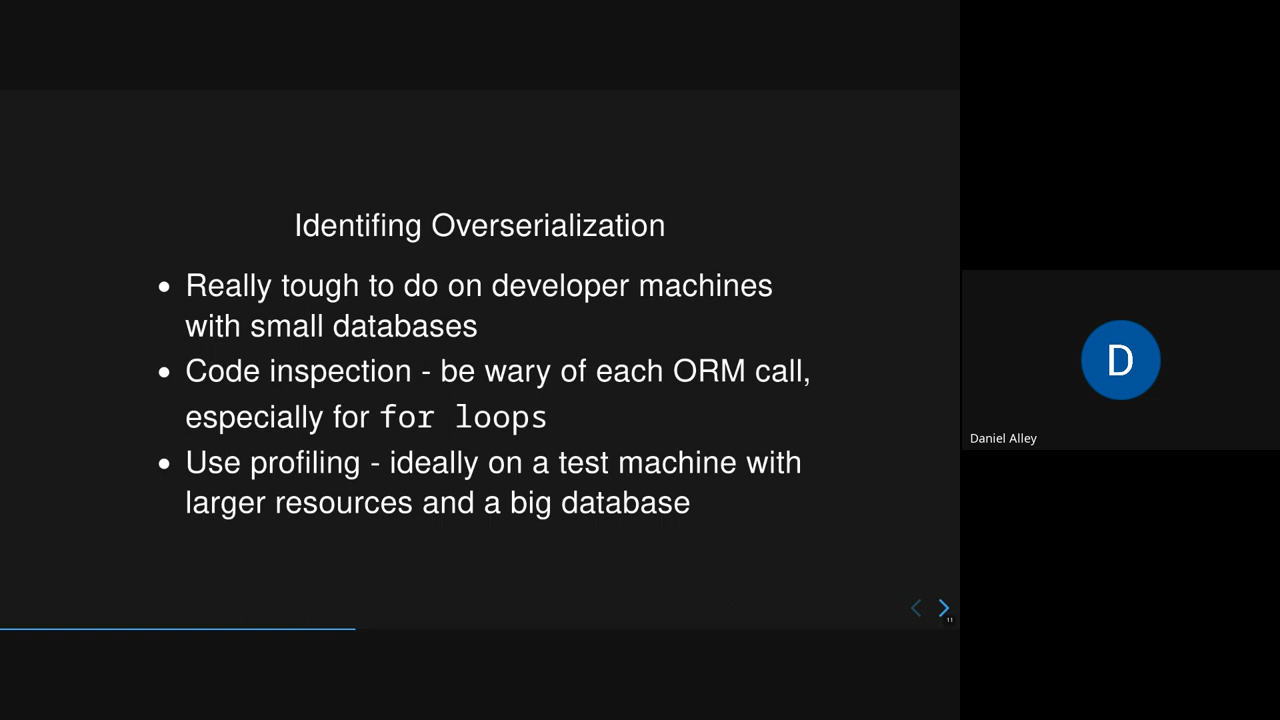 Identifing Overserialization
• Really tough to do on developer machines
with small databases
• Code inspection - be wary of each ORM call,
especially for for loops
• Use profiling - ideally on a test machine with
larger resources and a big database
11
D
Daniel Alley